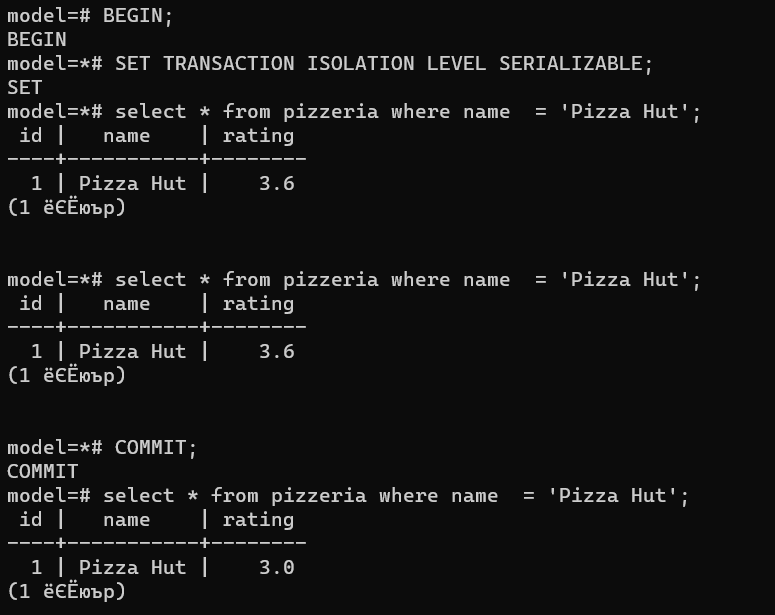 model=# BEGIN;
BEGIN
model=*# SET TRANSACTION ISOLATION LEVEL SERIALIZABLE;
SET
model=*# select * from pizzeria where name  = 'Pizza Hut';
 id |   name    | rating
----+-----------+--------
  1 | Pizza Hut |    3.6
(1 ёЄЁюър)
model=*# select * from pizzeria where name  = 'Pizza Hut';
 id |   name    | rating
----+-----------+--------
  1 | Pizza Hut |    3.6
(1 ёЄЁюър)
model=*# COMMIT;
COMMIT
model=# select * from pizzeria where name  = 'Pizza Hut';
 id |   name    | rating
----+-----------+--------
  1 | Pizza Hut |    3.0
(1 ёЄЁюър)